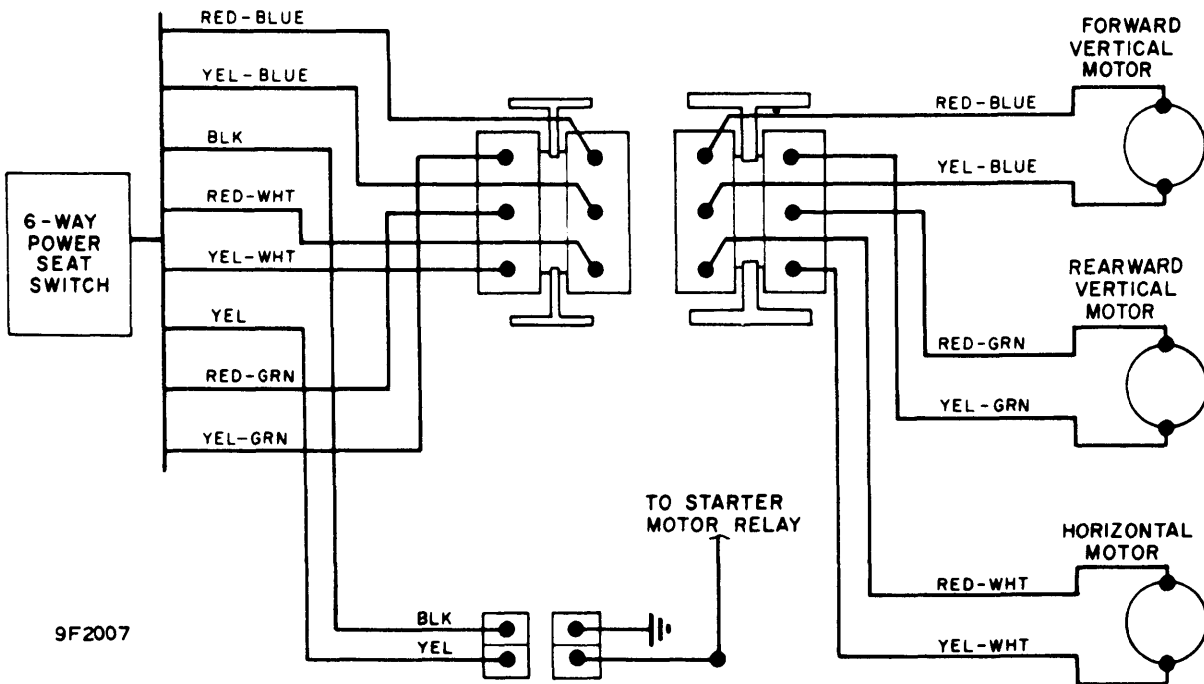 RED-BLUE
YEL-BLUE
BLK
RED-WHT
YEL-WHT
YEL
RED-GRN
YEL-GRN
6-WAY
POWER
SEAT
SWITCH
FORWARD
VERTICAL
MOTOR
RED-BLUE
YEL-BLUE
REARWARD
VERTICAL
MOTOR
RED-GRN
YEL-GRN
TO STARTER
MOTOR RELAY
HORIZONTAL
MOTOR
RED-WHT
YEL-WHT
BLK
YEL
9F2007